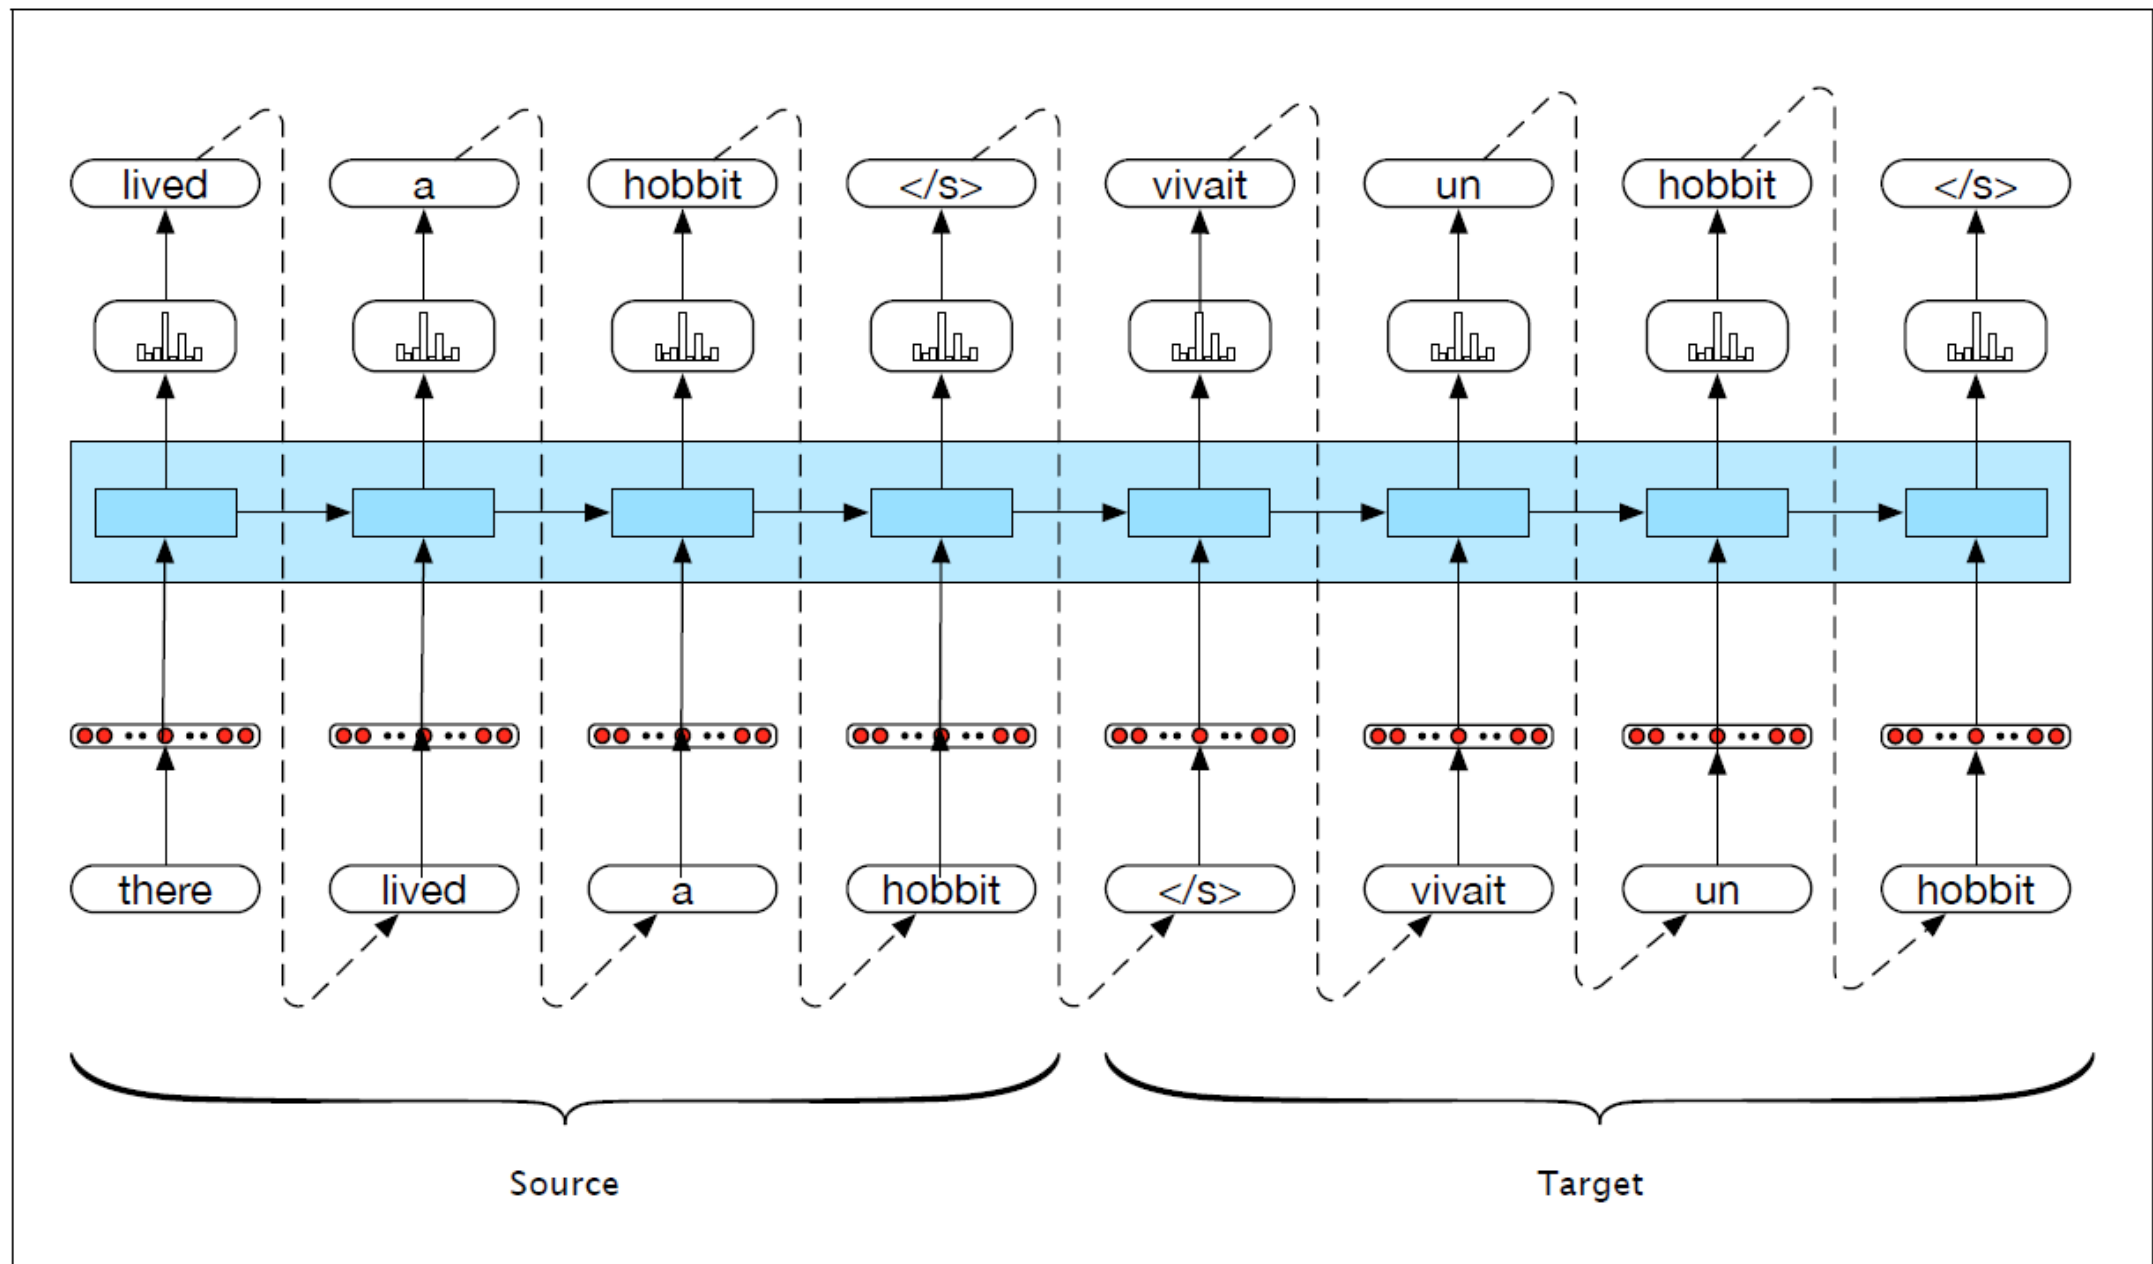 lived a hobbit </s> vivait un hobbit </s>
there lived a hobbit </s> vivait un hobbit
Source Target